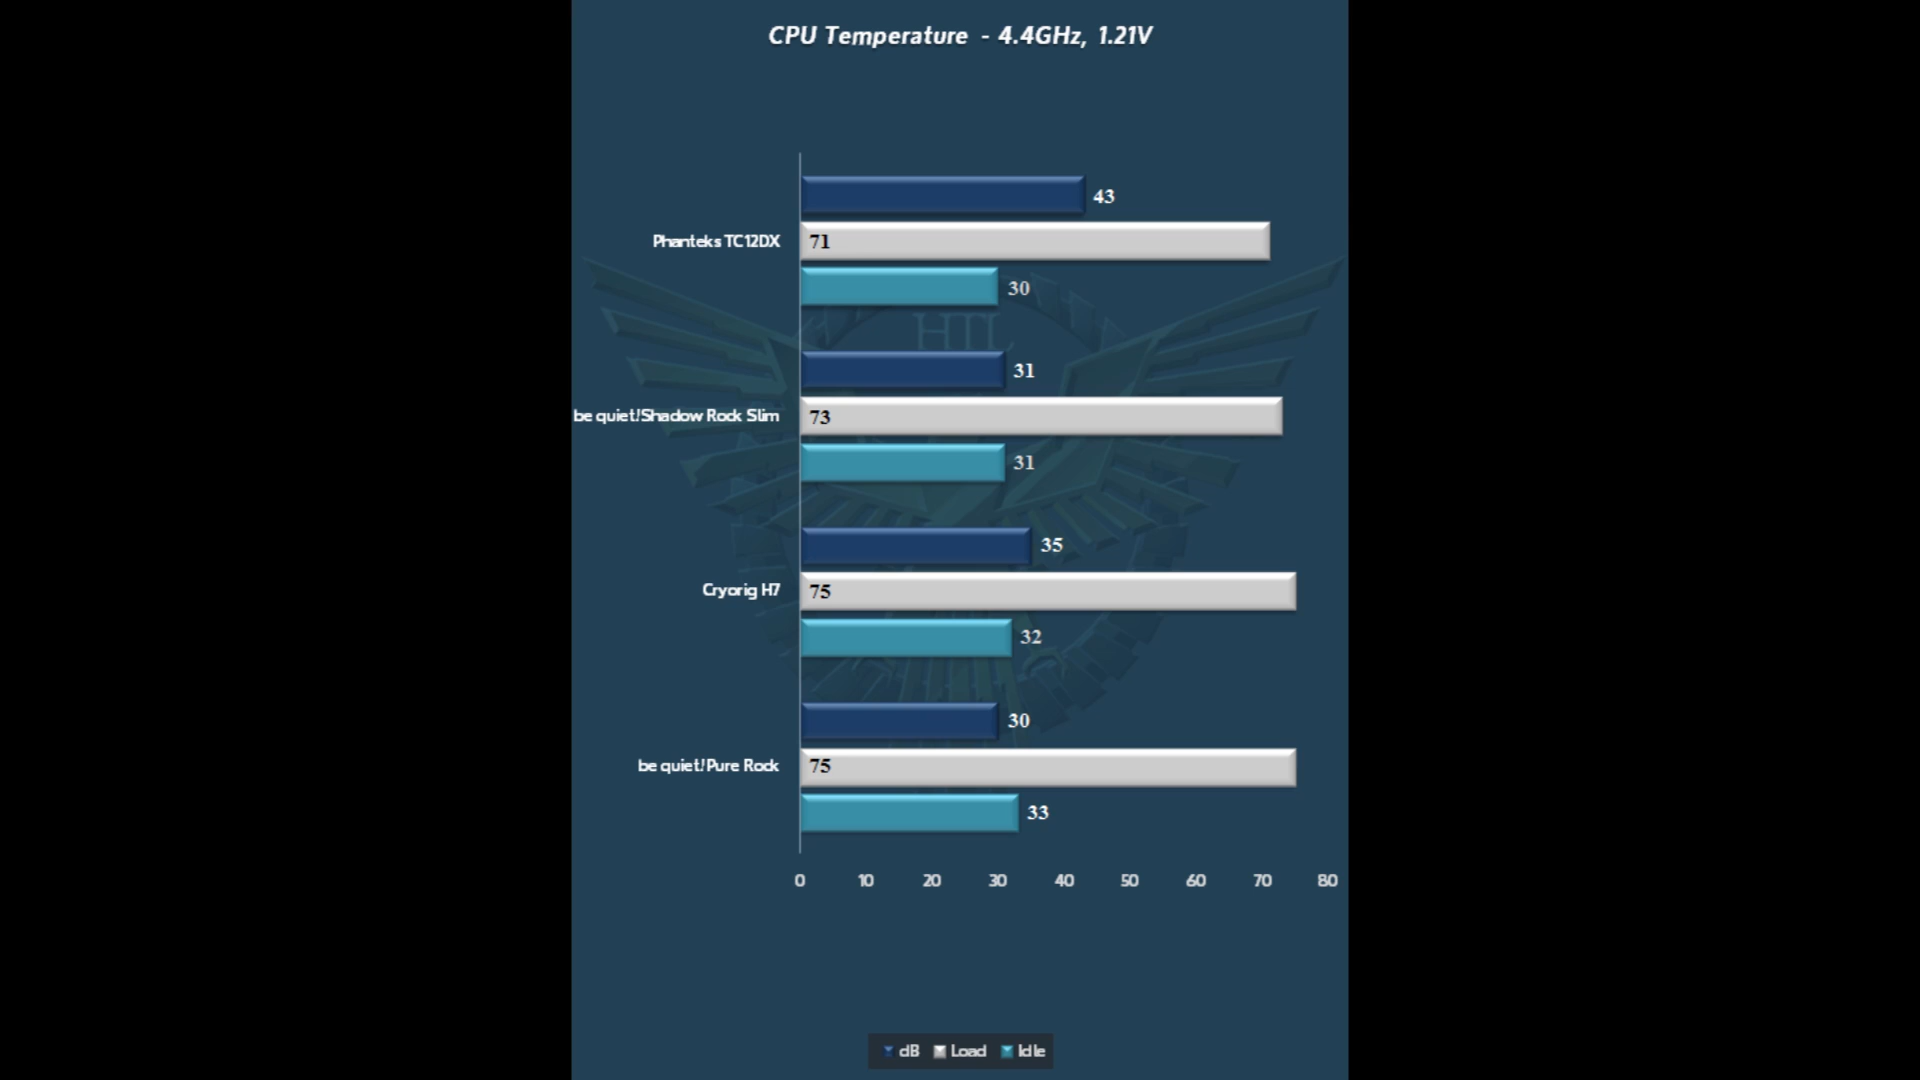 CPU Temperature - 4.4GHz, 1.21V
43
Phanteks TC12DX 71
30
HTL
31
be quiet!Shadow Rock Slim 73
31
35
Cryorig H7 75
32
30
be quiet!Pure Rock 75
33
0 10 20 30 40 50 60 70 80
dB Load Idle